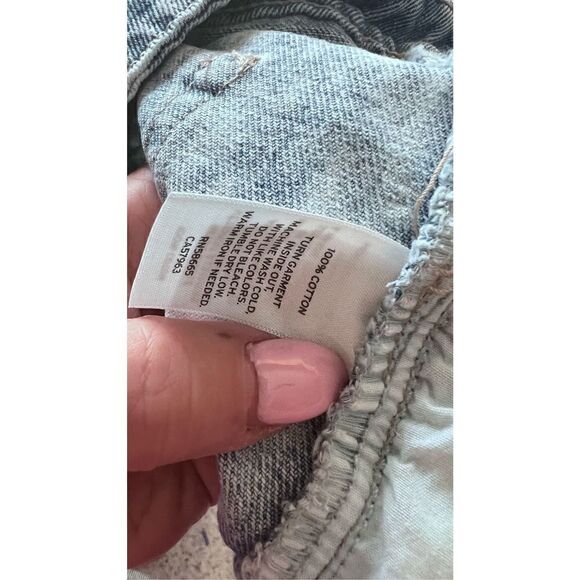 100% COTTON
TURN GARMENT
INSIDE OUT,
MACHINE WASH COLD,
WITH LIKE COLORS.
DO NOT BLEACH.
TUMBLE DRY LOW.
WARM IRON IF NEEDED.
RN58665
CA57963